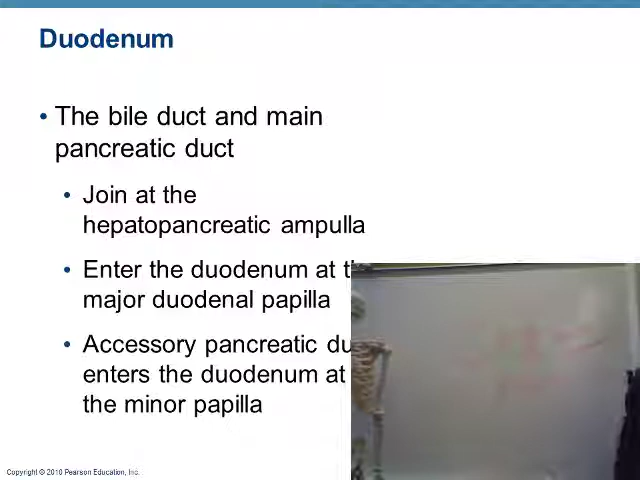 Duodenum
• The bile duct and main
pancreatic duct
• Join at the
hepatopancreatic ampulla
• Enter the duodenum at
major duodenal papilla
• Accessory pancreatic
enters the duodenum at
the minor papilla
Copyright © 2010 Pearson Education, Inc.